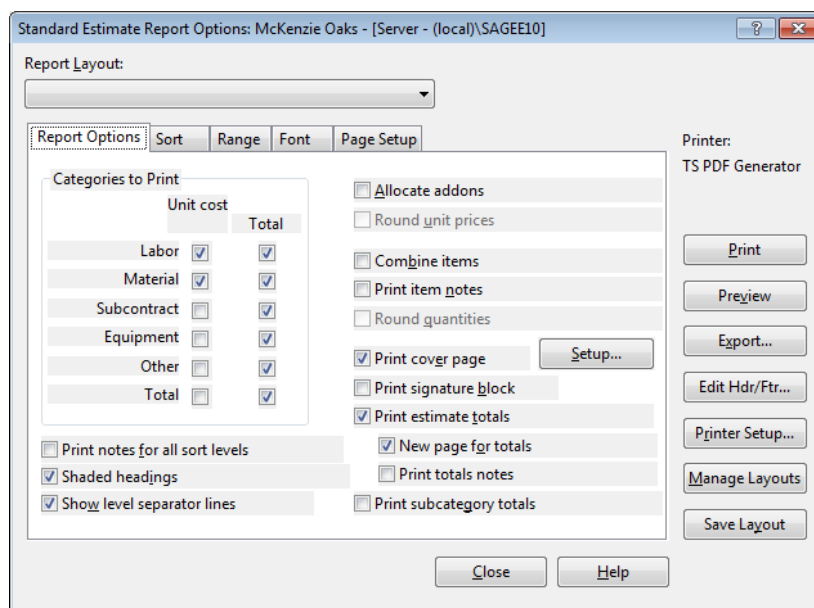 Standard Estimate Report Options: McKenzie Oaks - [Server - (local)\SAGEE10]
Report Layout:
Report Options Sort Range Font Page Setup
Printer:
TS PDF Generator
Categories to Print
Unit cost
Total
Labor
Material
Subcontract
Equipment
Other
Total
Print notes for all sort levels
Shaded headings
Show level separator lines
Allocate addons
Round unit prices
Combine items
Print item notes
Round quantities
Print cover page
Setup...
Print signature block
Print estimate totals
New page for totals
Print totals notes
Print subcategory totals
Print
Preview
Export...
Edit Hdr/Ftr...
Printer Setup...
Manage Layouts
Save Layout
Close Help